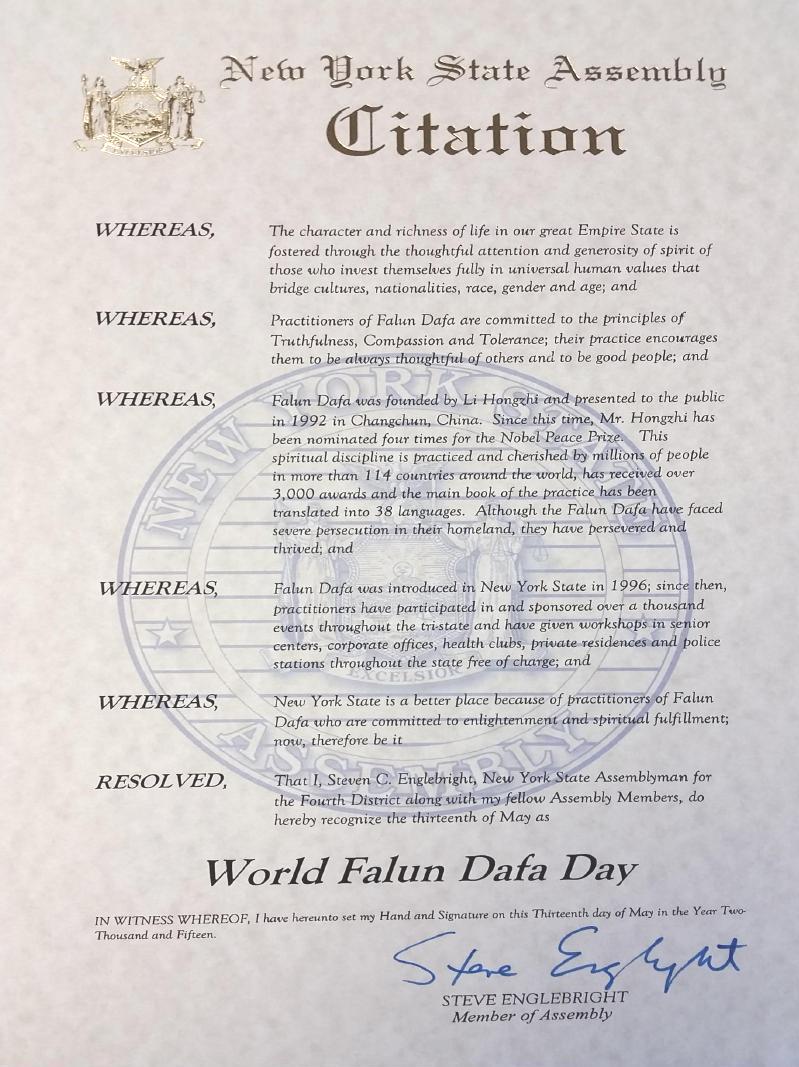 New York State Assembly
Citation
EXCELSIOR
WHEREAS, The character and richness of life in our great Empire State is
fostered through the thoughtful attention and generosity of spirit of
those who invest themselves fully in universal human values that
bridge cultures, nationalities, race, gender and age; and
WHEREAS, Practitioners of Falun Dafa are committed to the principles of
Truthfulness, Compassion and Tolerance; their practice encourages
them to be always thoughtful of others and to be good people; and
WHEREAS, Falun Dafa was founded by Li Hongzhi and presented to the public
in 1992 in Changchun, China. Since this time, Mr. Hongzhi has
been nominated four times for the Nobel Peace Prize. This
spiritual discipline is practiced and cherished by millions of people
in more than 114 countries around the world, has received over
3,000 awards and the main book of the practice has been
translated into 38 languages. Although the Falun Dafa have faced
severe persecution in their homeland, they have persevered and
thrived; and
WHEREAS, Falun Dafa was introduced in New York State in 1996; since then,
practitioners have participated in and sponsored over a thousand
events throughout the tri-state and have given workshops in senior
centers, corporate offices, health clubs, private residences and police
stations throughout the state free of charge; and
WHEREAS, New York State is a better place because of practitioners of Falun
Dafa who are committed to enlightenment and spiritual fulfillment;
now, therefore be it
RESOLVED, That I, Steven C. Englebright, New York State Assemblyman for
the Fourth District along with my fellow Assembly Members, do
hereby recognize the thirteenth of May as
World Falun Dafa Day
IN WITNESS WHEREOF, I have hereunto set my Hand and Signature on this Thirteenth day of May in the Year Two-
Thousand and Fifteen.
Steve Englebright
STEVE ENGLEBRIGHT
Member of Assembly
NEW YORK STATE
EXCELSIOR
ASSEMBLY